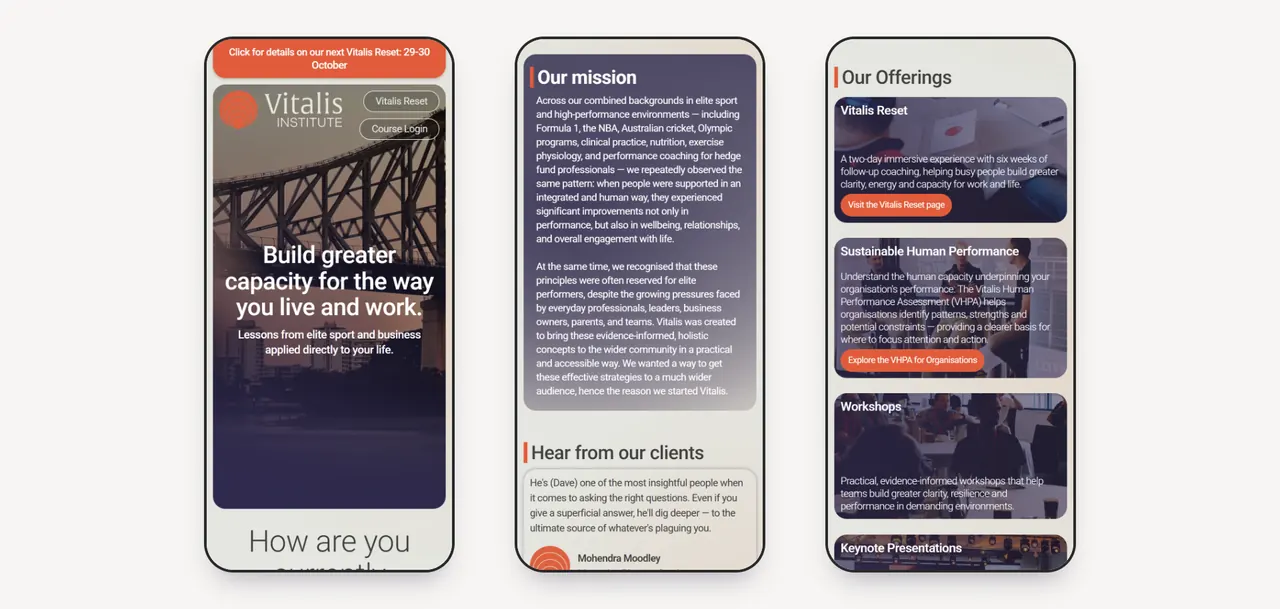 Click for details on our next Vitalis Reset: 29-30
October
Vitalis
INSTITUTE
Vitalis Reset
Course Login
Build greater
capacity for the way
you live and work.
Lessons from elite sport and business
applied directly to your life.
How are you
currently
Our mission
Across our combined backgrounds in elite sport
and high-performance environments — including
Formula 1, the NBA, Australian cricket, Olympic
programs, clinical practice, nutrition, exercise
physiology, and performance coaching for hedge
fund professionals — we repeatedly observed the
same pattern: when people were supported in an
integrated and human way, they experienced
significant improvements not only in
performance, but also in wellbeing, relationships,
and overall engagement with life.
At the same time, we recognised that these
principles were often reserved for elite
performers, despite the growing pressures faced
by everyday professionals, leaders, business
owners, parents, and teams. Vitalis was created
to bring these evidence-informed, holistic
concepts to the wider community in a practical
and accessible way. We wanted a way to get
these effective strategies to a much wider
audience, hence the reason we started Vitalis.
Hear from our clients
He's (Dave) one of the most insightful people when
it comes to asking the right questions. Even if you
give a superficial answer, he'll dig deeper — to the
ultimate source of whatever's plaguing you.
Mohendra Moodley
Our Offerings
Vitalis Reset
A two-day immersive experience with six weeks of
follow-up coaching, helping busy people build greater
clarity, energy and capacity for work and life.
Visit the Vitalis Reset page
Sustainable Human Performance
Understand the human capacity underpinning your
organisation's performance. The Vitalis Human
Performance Assessment (VHPA) helps
organisations identify patterns, strengths and
potential constraints — providing a clearer basis for
where to focus attention and action.
Explore the VHPA for Organisations
Workshops
Practical, evidence-informed workshops that help
teams build greater clarity, resilience and
performance in demanding environments.
Keynote Presentations